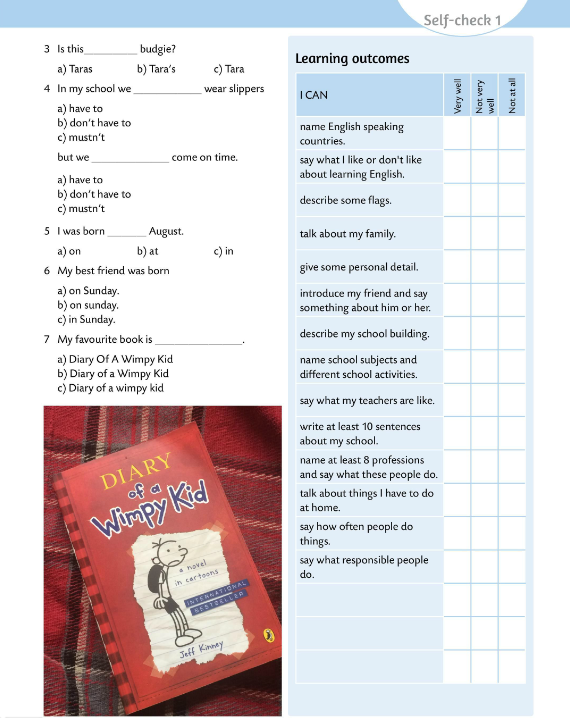 Self-check 1
3 Is this__________ budgie?
a) Taras b) Tara's c) Tara
4 In my school we _____________ wear slippers
a) have to
b) don't have to
c) mustn't
but we _______________ come on time.
a) have to
b) don't have to
c) mustn't
5 I was born _______ August.
a) on b) at c) in
6 My best friend was born
a) on Sunday.
b) on sunday.
c) in Sunday.
7 My favourite book is _________________.
a) Diary Of A Wimpy Kid
b) Diary of a Wimpy Kid
c) Diary of a wimpy kid
DIARY
of a
Wimpy Kid
a novel
in cartoons
INTERNATIONAL
BESTSELLER
Jeff Kinney
Learning outcomes
I CAN
Very well
Not very
well
Not at all
name English speaking
countries.
say what I like or don't like
about learning English.
describe some flags.
talk about my family.
give some personal detail.
introduce my friend and say
something about him or her.
describe my school building.
name school subjects and
different school activities.
say what my teachers are like.
write at least 10 sentences
about my school.
name at least 8 professions
and say what these people do.
talk about things I have to do
at home.
say how often people do
things.
say what responsible people
do.